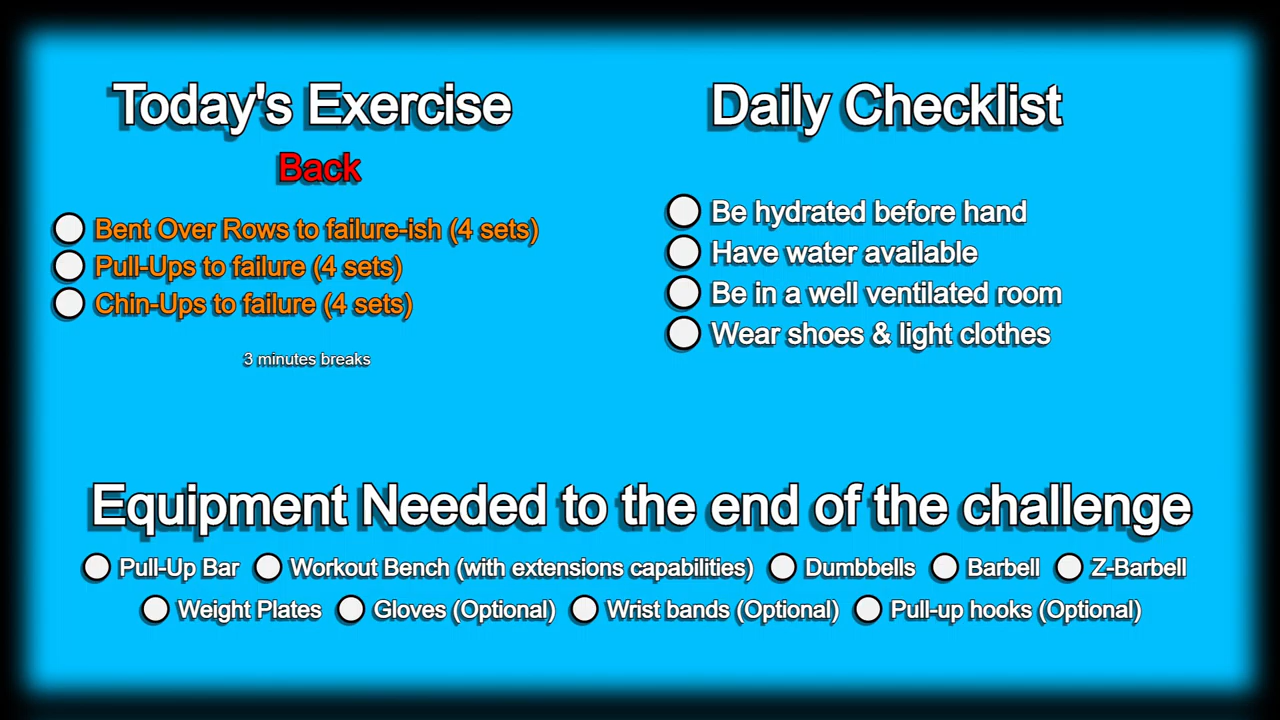 Today's Exercise
Back
Bent Over Rows to failure-ish (4 sets)
Pull-Ups to failure (4 sets)
Chin-Ups to failure (4 sets)
3 minutes breaks
Daily Checklist
Be hydrated before hand
Have water available
Be in a well ventilated room
Wear shoes & light clothes
Equipment Needed to the end of the challenge
Pull-Up Bar Workout Bench (with extensions capabilities) Dumbbells Barbell Z-Barbell
Weight Plates Gloves (Optional) Wrist bands (Optional) Pull-up hooks (Optional)